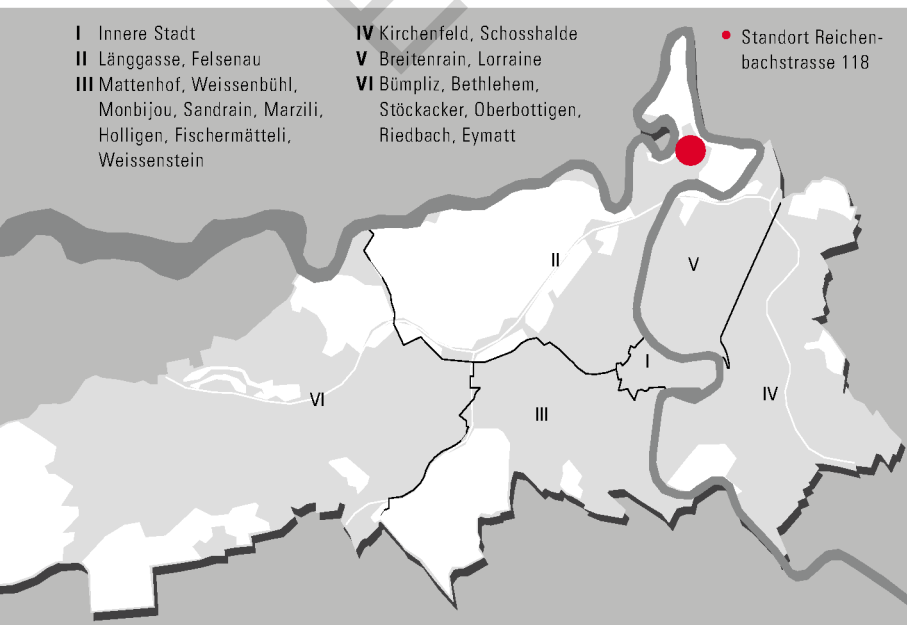 I Innere Stadt
II Länggasse, Felsenau
III Mattenhof, Weissenbühl,
Monbijou, Sandrain, Marzili,
Holligen, Fischermätteli,
Weissenstein
IV Kirchenfeld, Schosshalde
V Breitenrain, Lorraine
VI Bümpliz, Bethlehem,
Stöckacker, Oberbottigen,
Riedbach, Eymatt
Standort Reichen-
bachstrasse 118
II
V
I
VI
III
IV